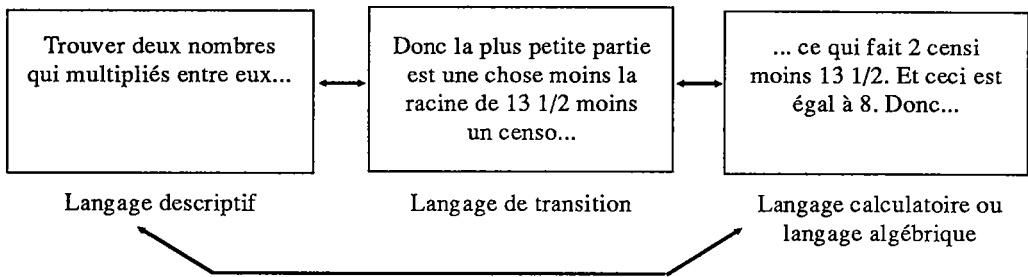 Trouver deux nombres
qui multipliés entre eux...
Donc la plus petite partie
est une chose moins la
racine de 13 1/2 moins
un censo...
... ce qui fait 2 censi
moins 13 1/2. Et ceci est
égal à 8. Donc...
Langage descriptif
Langage de transition
Langage calculatoire ou
langage algébrique